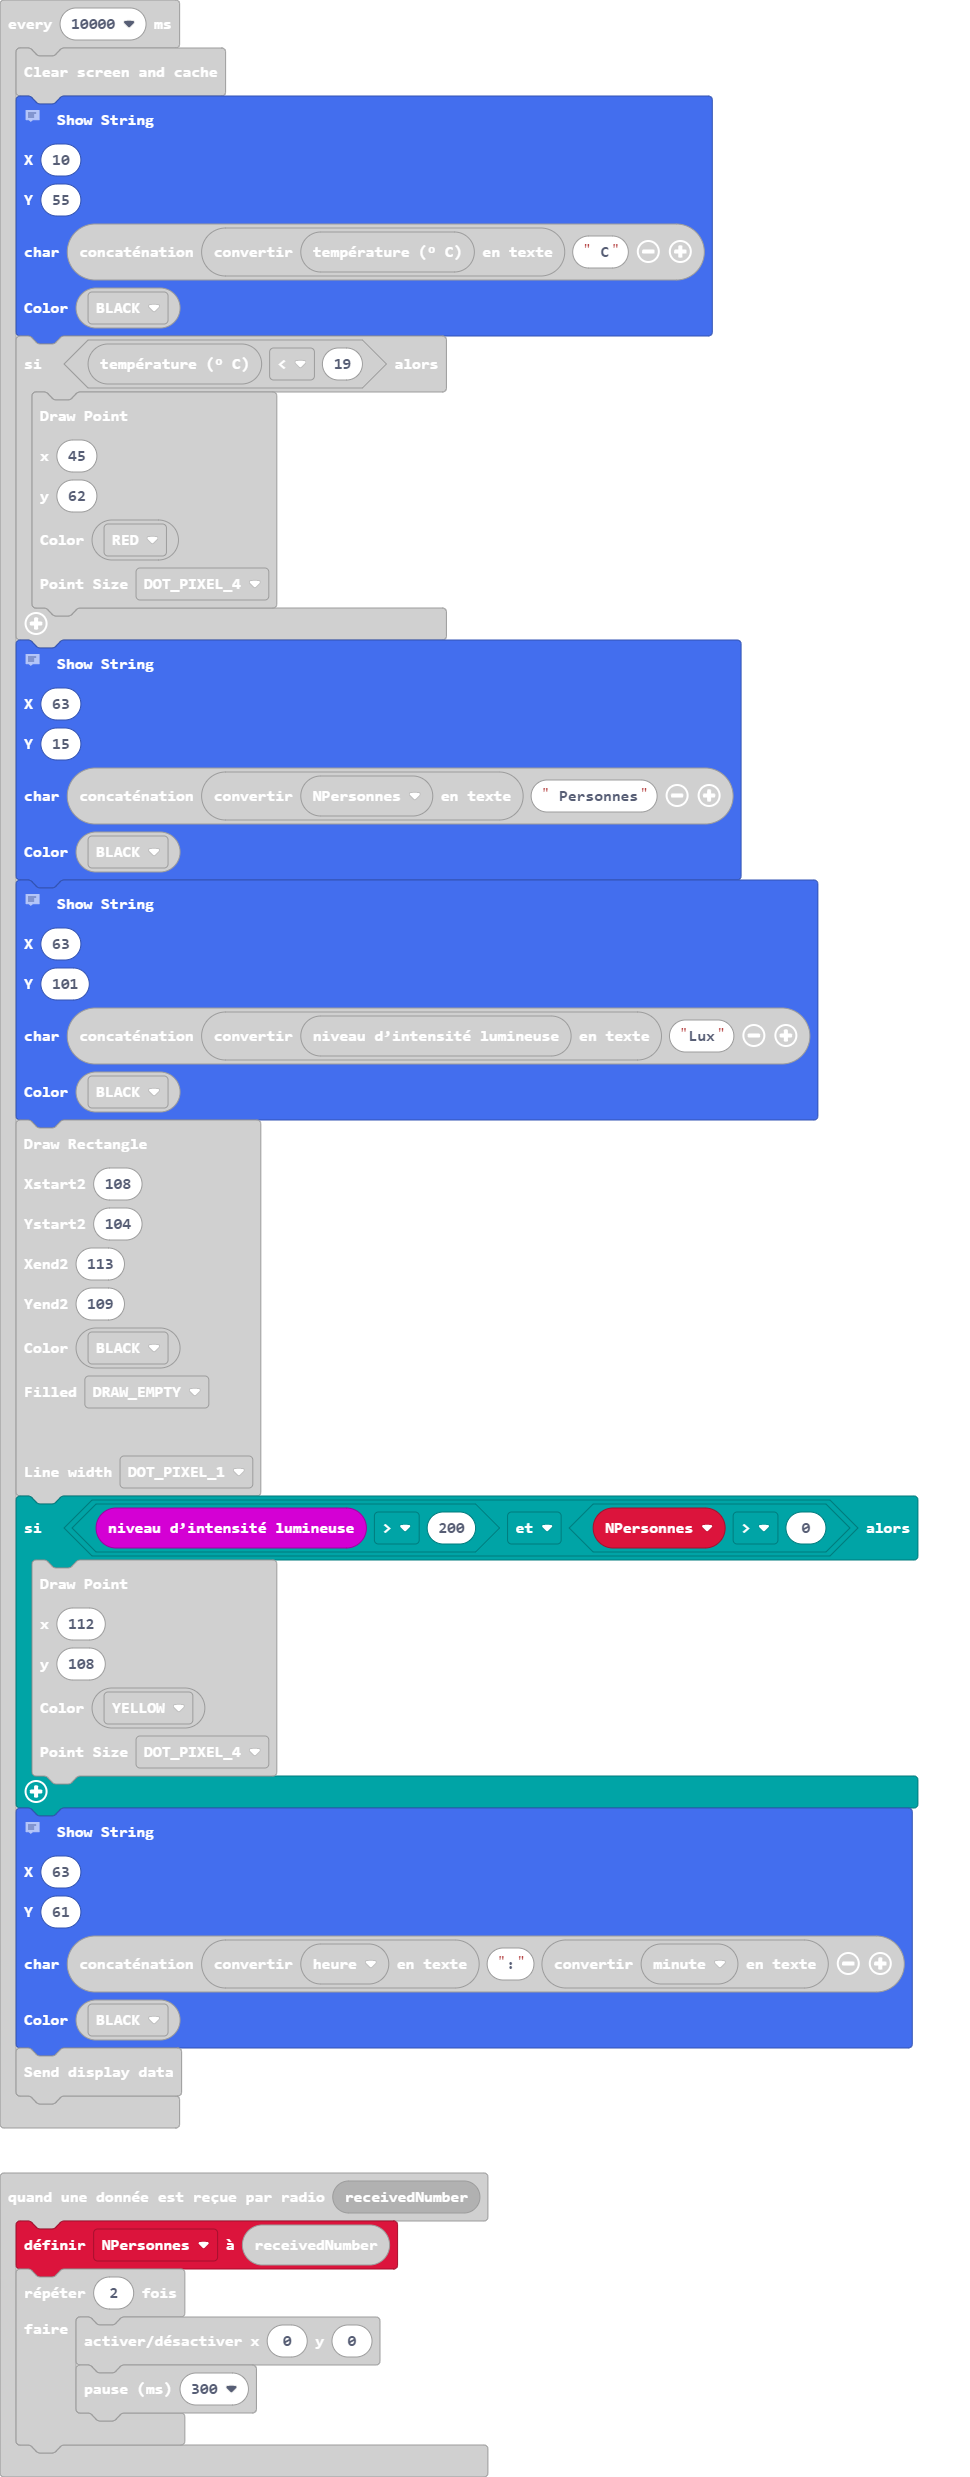 every 10000 ms
Clear screen and cache
Show String
X 10
Y 55
char concaténation convertir température (° C) en texte " C"
Color BLACK
si température (° C) < 19 alors
Draw Point
x 45
y 62
Color RED
Point Size DOT_PIXEL_4
Show String
X 63
Y 15
char concaténation convertir NPersonnes en texte " Personnes"
Color BLACK
Show String
X 63
Y 101
char concaténation convertir niveau d’intensité lumineuse en texte "Lux"
Color BLACK
Draw Rectangle
Xstart2 108
Ystart2 104
Xend2 113
Yend2 109
Color BLACK
Filled DRAW_EMPTY
Line width DOT_PIXEL_1
si niveau d’intensité lumineuse > 200 et NPersonnes > 0 alors
Draw Point
x 112
y 108
Color YELLOW
Point Size DOT_PIXEL_4
Show String
X 63
Y 61
char concaténation convertir heure en texte ":" convertir minute en texte
Color BLACK
Send display data
quand une donnée est reçue par radio receivedNumber
définir NPersonnes à receivedNumber
répéter 2 fois
faire activer/désactiver x 0 y 0
pause (ms) 300